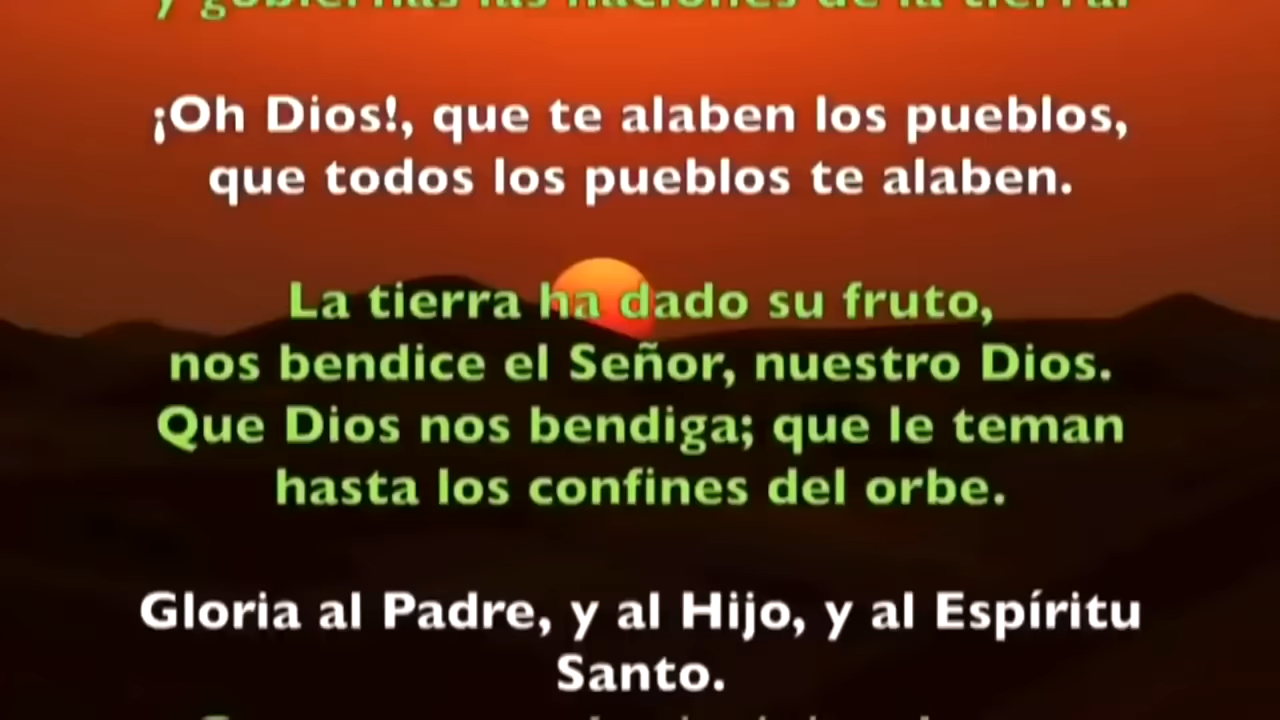 y gobiernas las naciones de la tierra.
¡Oh Dios!, que te alaben los pueblos,
que todos los pueblos te alaben.
La tierra ha dado su fruto,
nos bendice el Señor, nuestro Dios.
Que Dios nos bendiga; que le teman
hasta los confines del orbe.
Gloria al Padre, y al Hijo, y al Espíritu
Santo.